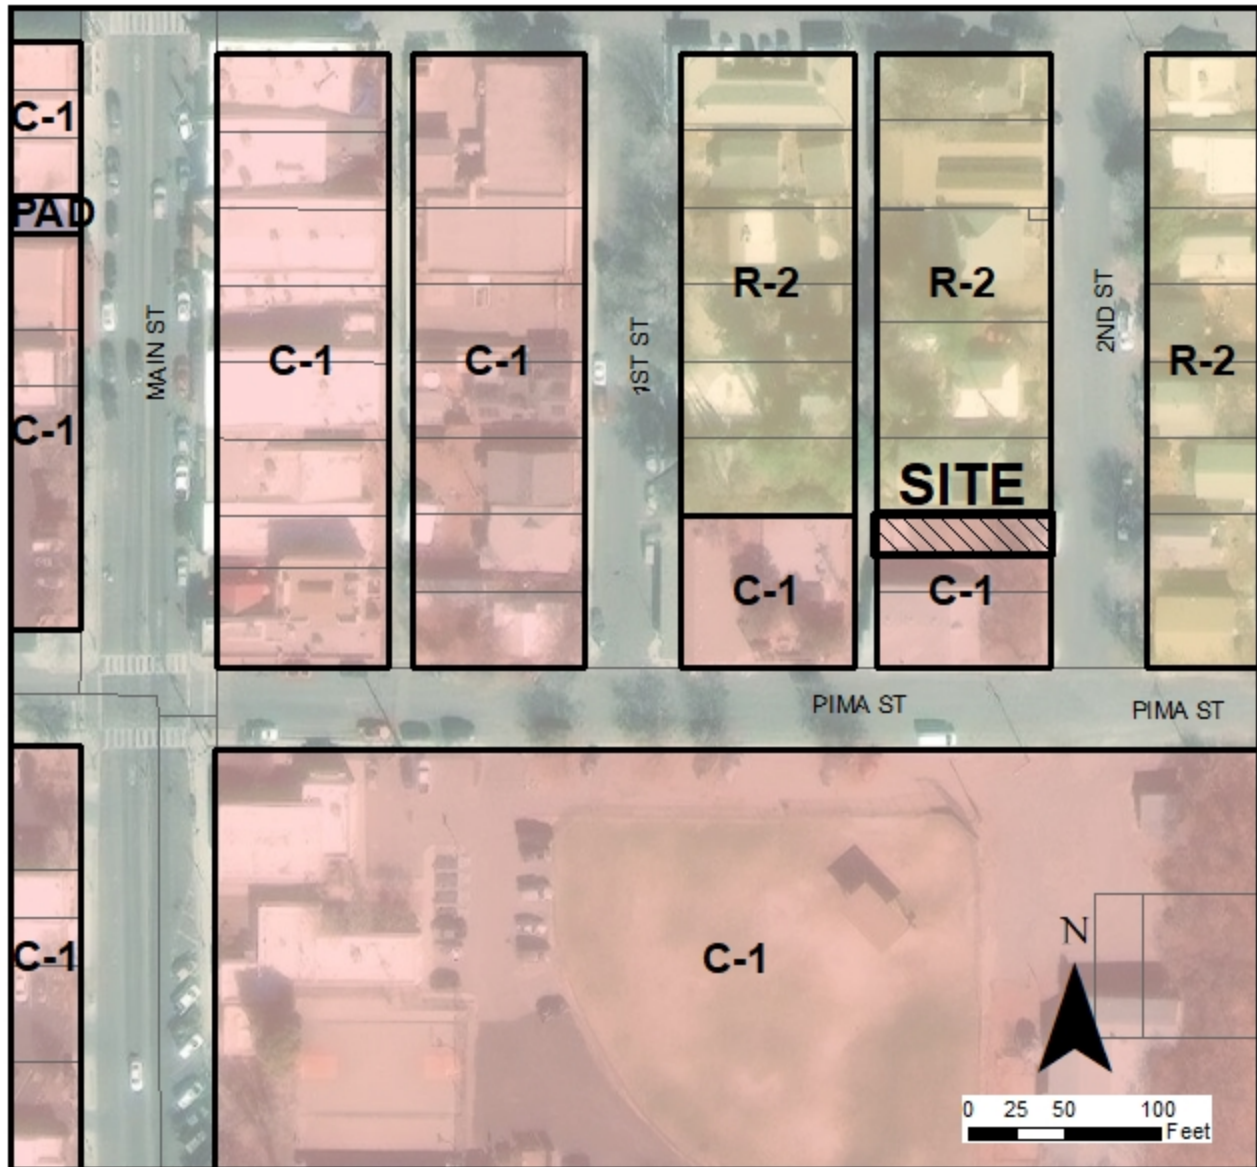 C-1
PAD
C-1
MAIN ST
C-1
C-1
1ST ST
R-2
R-2
2ND ST
R-2
SITE
C-1
C-1
PIMA ST
PIMA ST
C-1
C-1
N
0 25 50 100
Feet